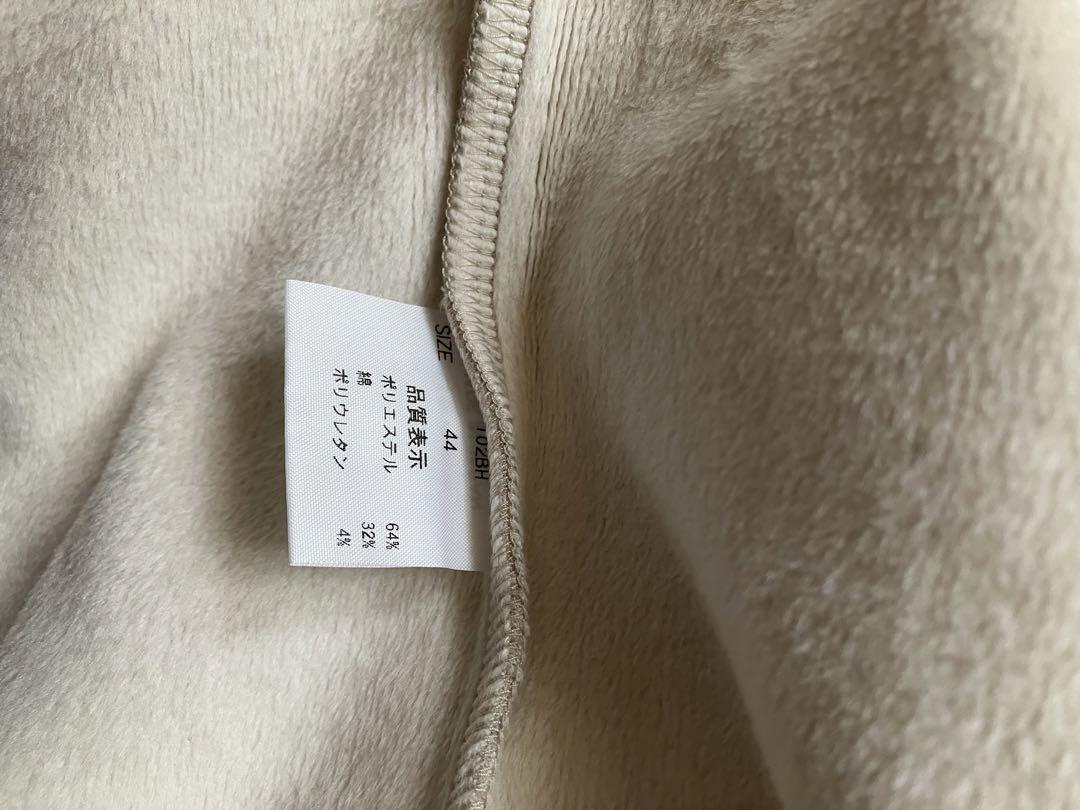 102BH
SIZE 44
品質表示
ポリエステル 64%
綿 32%
ポリウレタン 4%